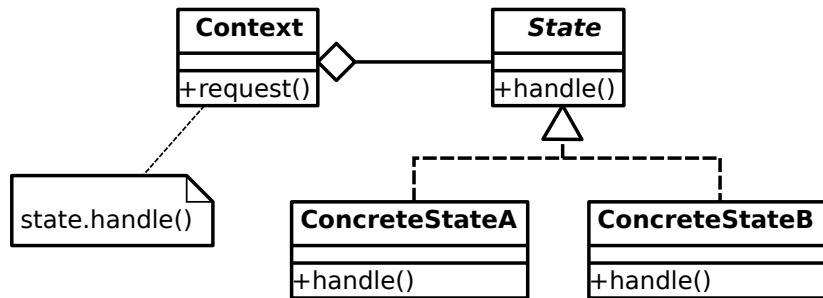 Context
+request()
State
+handle()
state.handle()
ConcreteStateA
+handle()
ConcreteStateB
+handle()